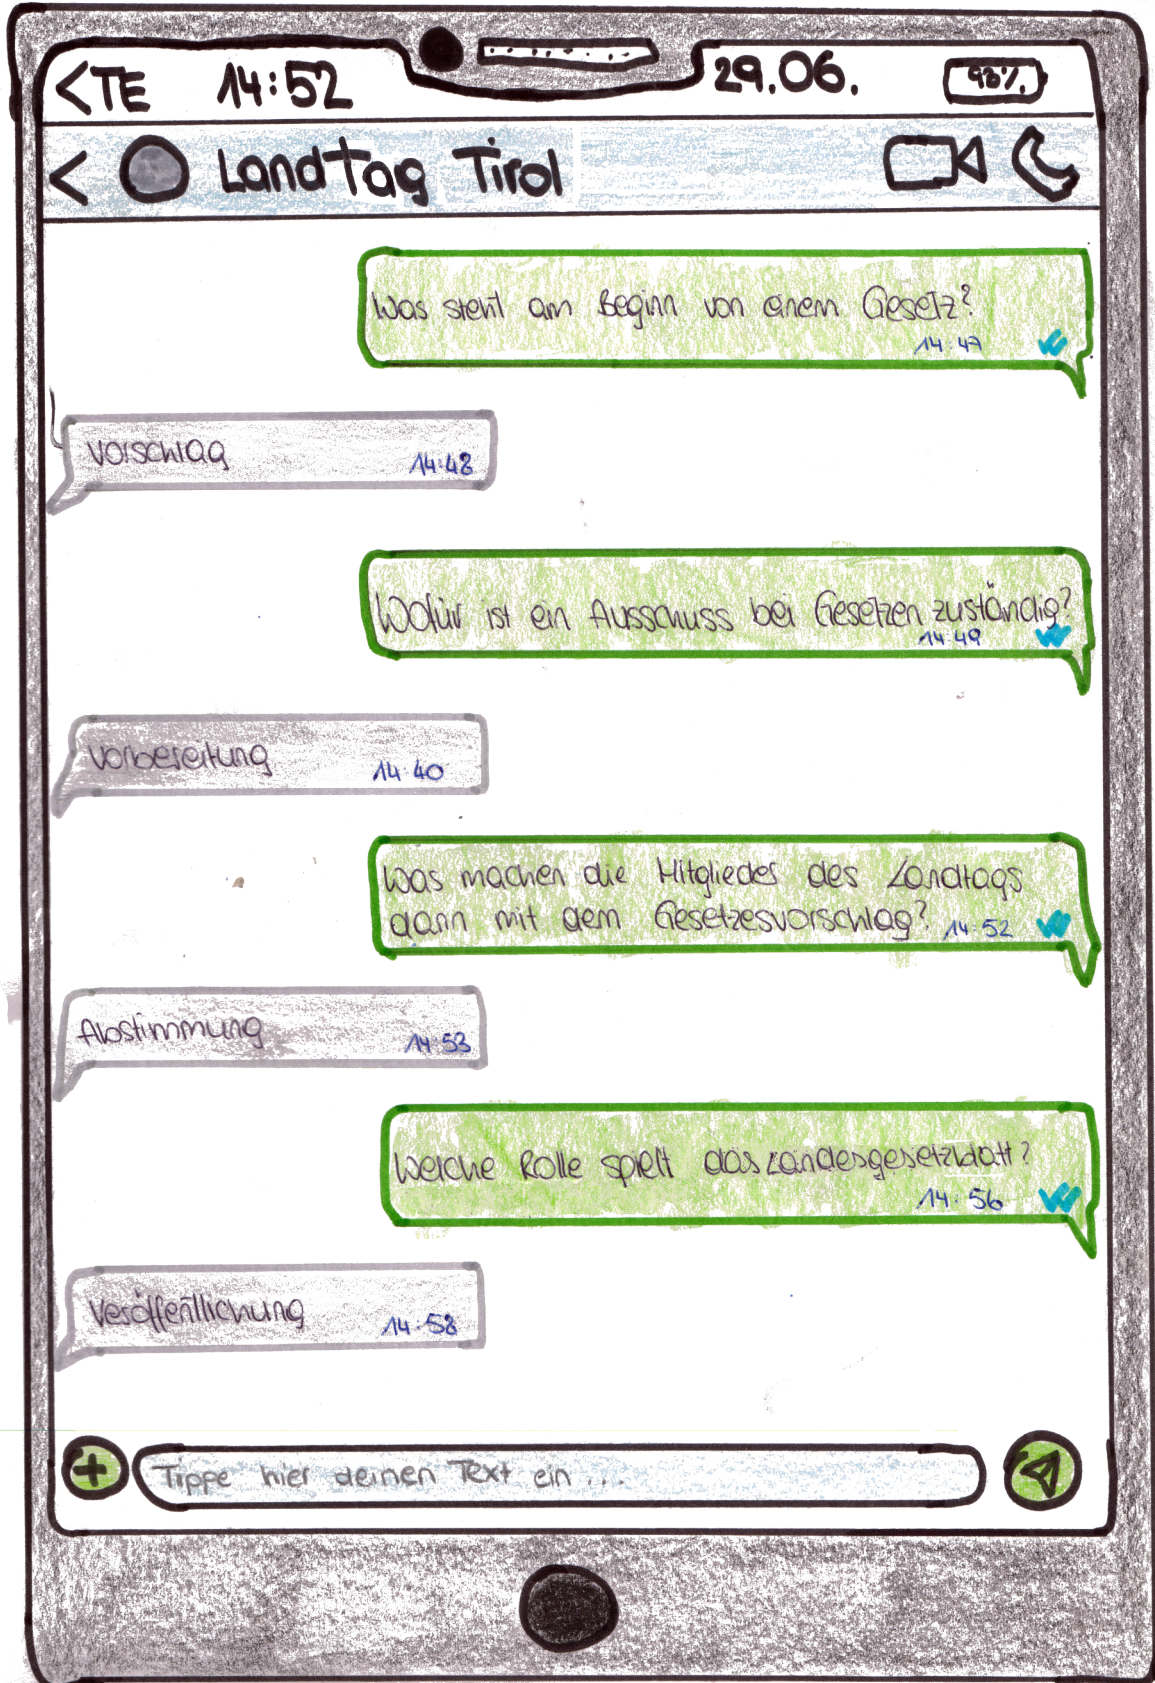 <TE 14:52 29.06. 93%
< Landtag Tirol
Was steht am Beginn von einem Gesetz?
14:47
Vorschlag 14:48
Wofür ist ein Ausschuss bei Gesetzen zuständig?
14:49
Vorbereitung 14:40
Was machen die Mitglieder des Landtags
dann mit dem Gesetzesvorschlag? 14:52
Abstimmung 14:53
Welche Rolle spielt das Landesgesetzblatt?
14:56
Veröffentlichung 14:58
Tippe hier deinen Text ein ...